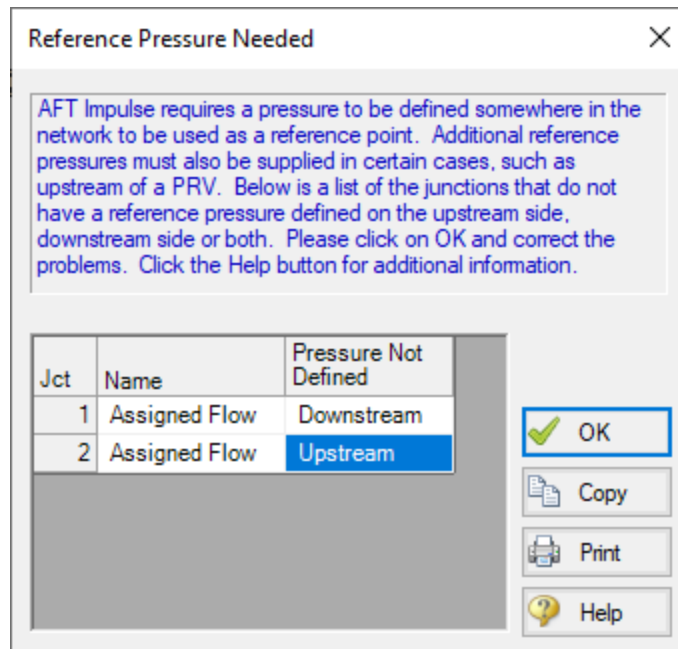 Reference Pressure Needed
AFT Impulse requires a pressure to be defined somewhere in the
network to be used as a reference point. Additional reference
pressures must also be supplied in certain cases, such as
upstream of a PRV. Below is a list of the junctions that do not
have a reference pressure defined on the upstream side,
downstream side or both. Please click on OK and correct the
problems. Click the Help button for additional information.
Jct Name Pressure Not Defined
1 Assigned Flow Downstream
2 Assigned Flow Upstream
OK
Copy
Print
Help